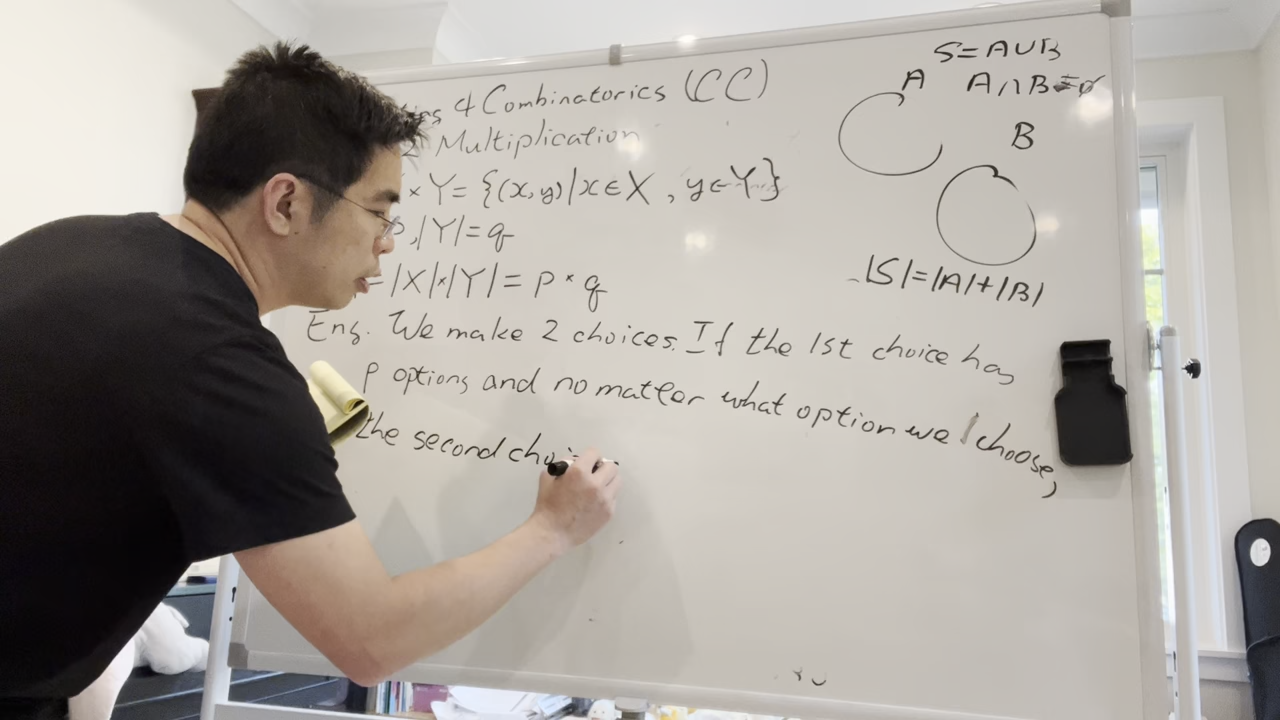 & Combinatorics (CC)
Multiplication
× Y = {(x,y) | x ∈ X , y ∈ Y}
, |Y| = q
= |X| × |Y| = p × q
Eng. We make 2 choices. If the 1st choice has
p options and no matter what option we choose,
the second choi
S = A ∪ B
A ∩ B = ∅
A
B
|S| = |A| + |B|